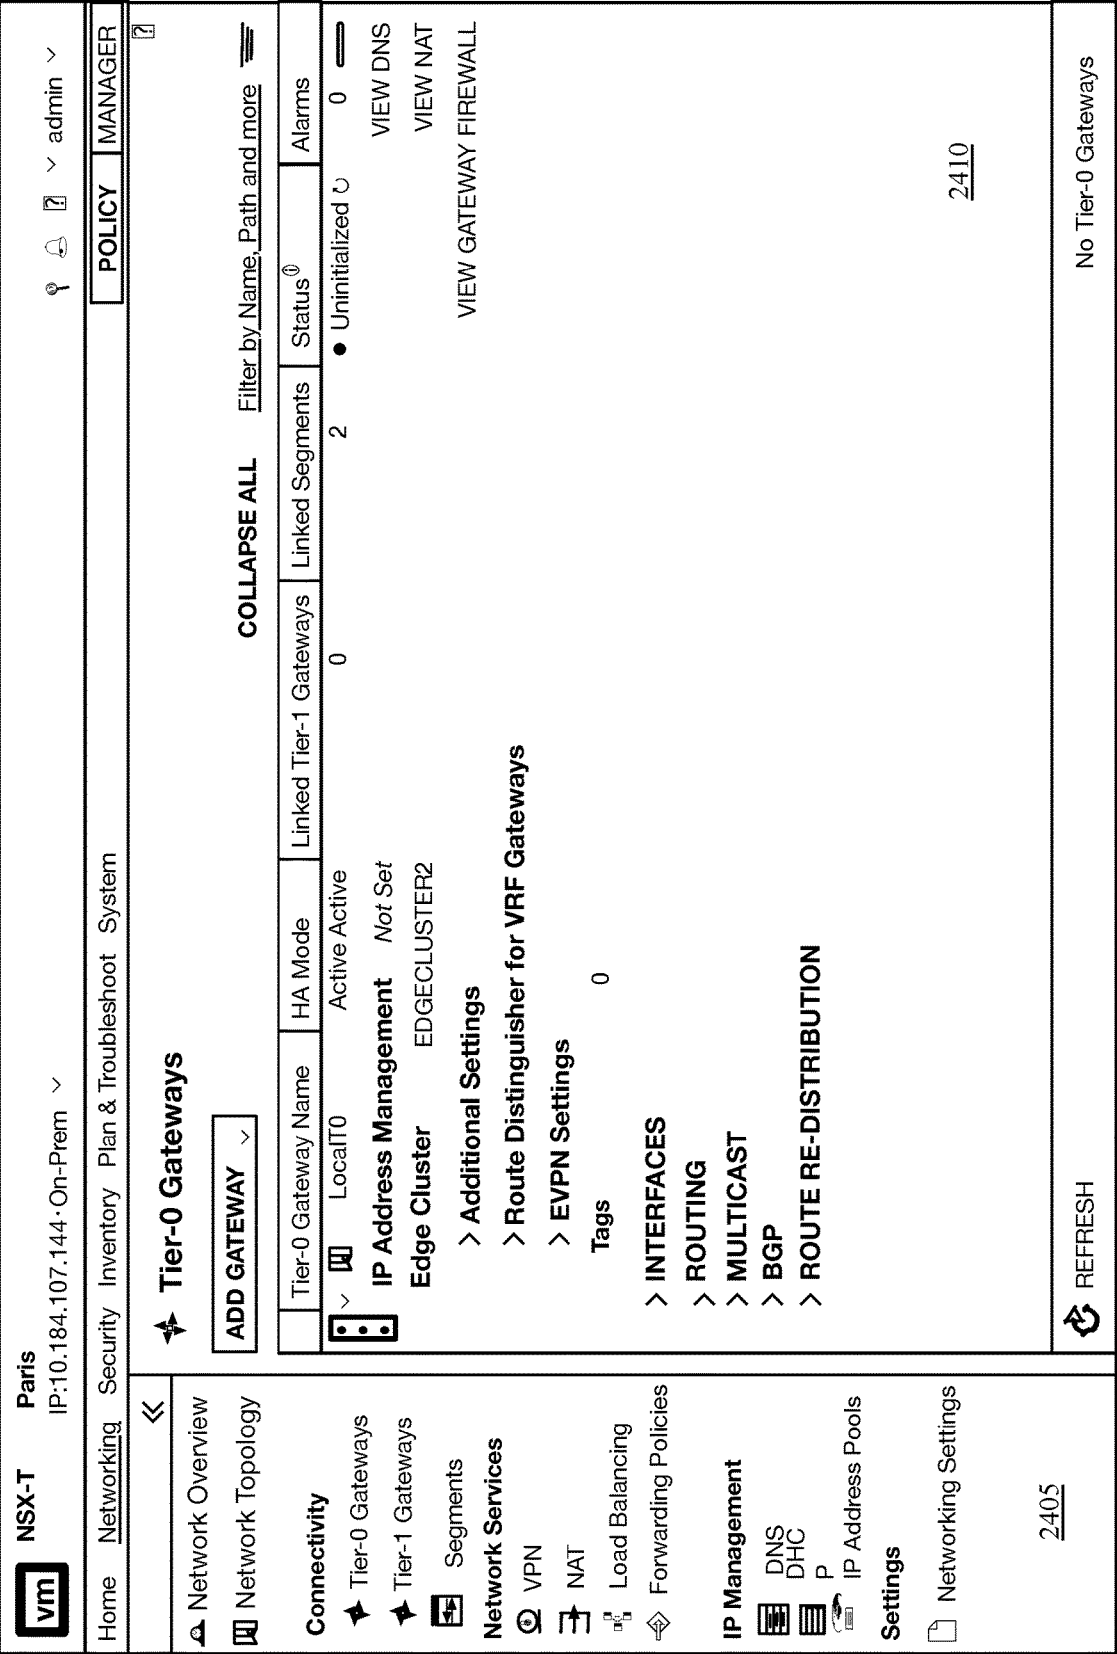 vm NSX-T Paris
IP:10.184.107.144·On-Prem
admin
Home Networking Security Inventory Plan & Troubleshoot System
POLICY MANAGER
Network Overview
Network Topology
Connectivity
Tier-0 Gateways
Tier-1 Gateways
Segments
Network Services
VPN
NAT
Load Balancing
Forwarding Policies
IP Management
DNS
DHC
P
IP Address Pools
Settings
Networking Settings
2405
Tier-0 Gateways
ADD GATEWAY
COLLAPSE ALL Filter by Name, Path and more
Tier-0 Gateway Name HA Mode Linked Tier-1 Gateways Linked Segments Status Alarms
LocalT0 Active Active 0 2 Uninitialized 0
IP Address Management Not Set VIEW DNS
Edge Cluster EDGECLUSTER2 VIEW NAT
> Additional Settings VIEW GATEWAY FIREWALL
> Route Distinguisher for VRF Gateways
> EVPN Settings
Tags 0
> INTERFACES
> ROUTING
> MULTICAST
> BGP
> ROUTE RE-DISTRIBUTION
2410
REFRESH No Tier-0 Gateways